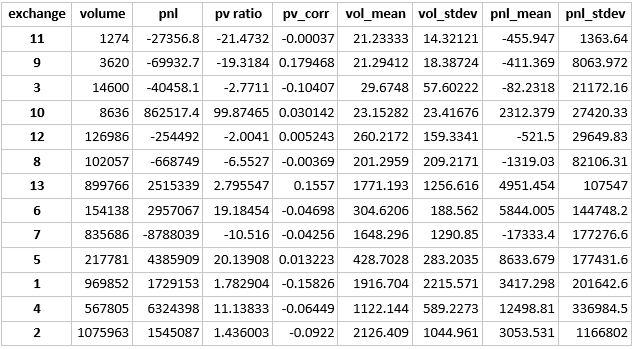 exchange volume pnl pv ratio pv_corr vol_mean vol_stdev pnl_mean pnl_stdev
11 1274 -27356.8 -21.4732 -0.00037 21.23333 14.32121 -455.947 1363.64
9 3620 -69932.7 -19.3184 0.179468 21.29412 18.38724 -411.369 8063.972
3 14600 -40458.1 -2.7711 -0.10407 29.6748 57.60222 -82.2318 21172.16
10 8636 862517.4 99.87465 0.030142 23.15282 23.41676 2312.379 27420.33
12 126986 -254492 -2.0041 0.005243 260.2172 159.3341 -521.5 29649.83
8 102057 -668749 -6.5527 -0.00369 201.2959 209.2171 -1319.03 82106.31
13 899766 2515339 2.795547 0.1557 1771.193 1256.616 4951.454 107547
6 154138 2957067 19.18454 -0.04698 304.6206 188.562 5844.005 144748.2
7 835686 -8788039 -10.516 -0.04256 1648.296 1290.85 -17333.4 177276.6
5 217781 4385909 20.13908 0.013223 428.7028 283.2035 8633.679 177431.6
1 969852 1729153 1.782904 -0.15826 1916.704 2215.571 3417.298 201642.6
4 567805 6324398 11.13833 -0.06449 1122.144 589.2273 12498.81 336984.5
2 1075963 1545087 1.436003 -0.0922 2126.409 1044.961 3053.531 1166802